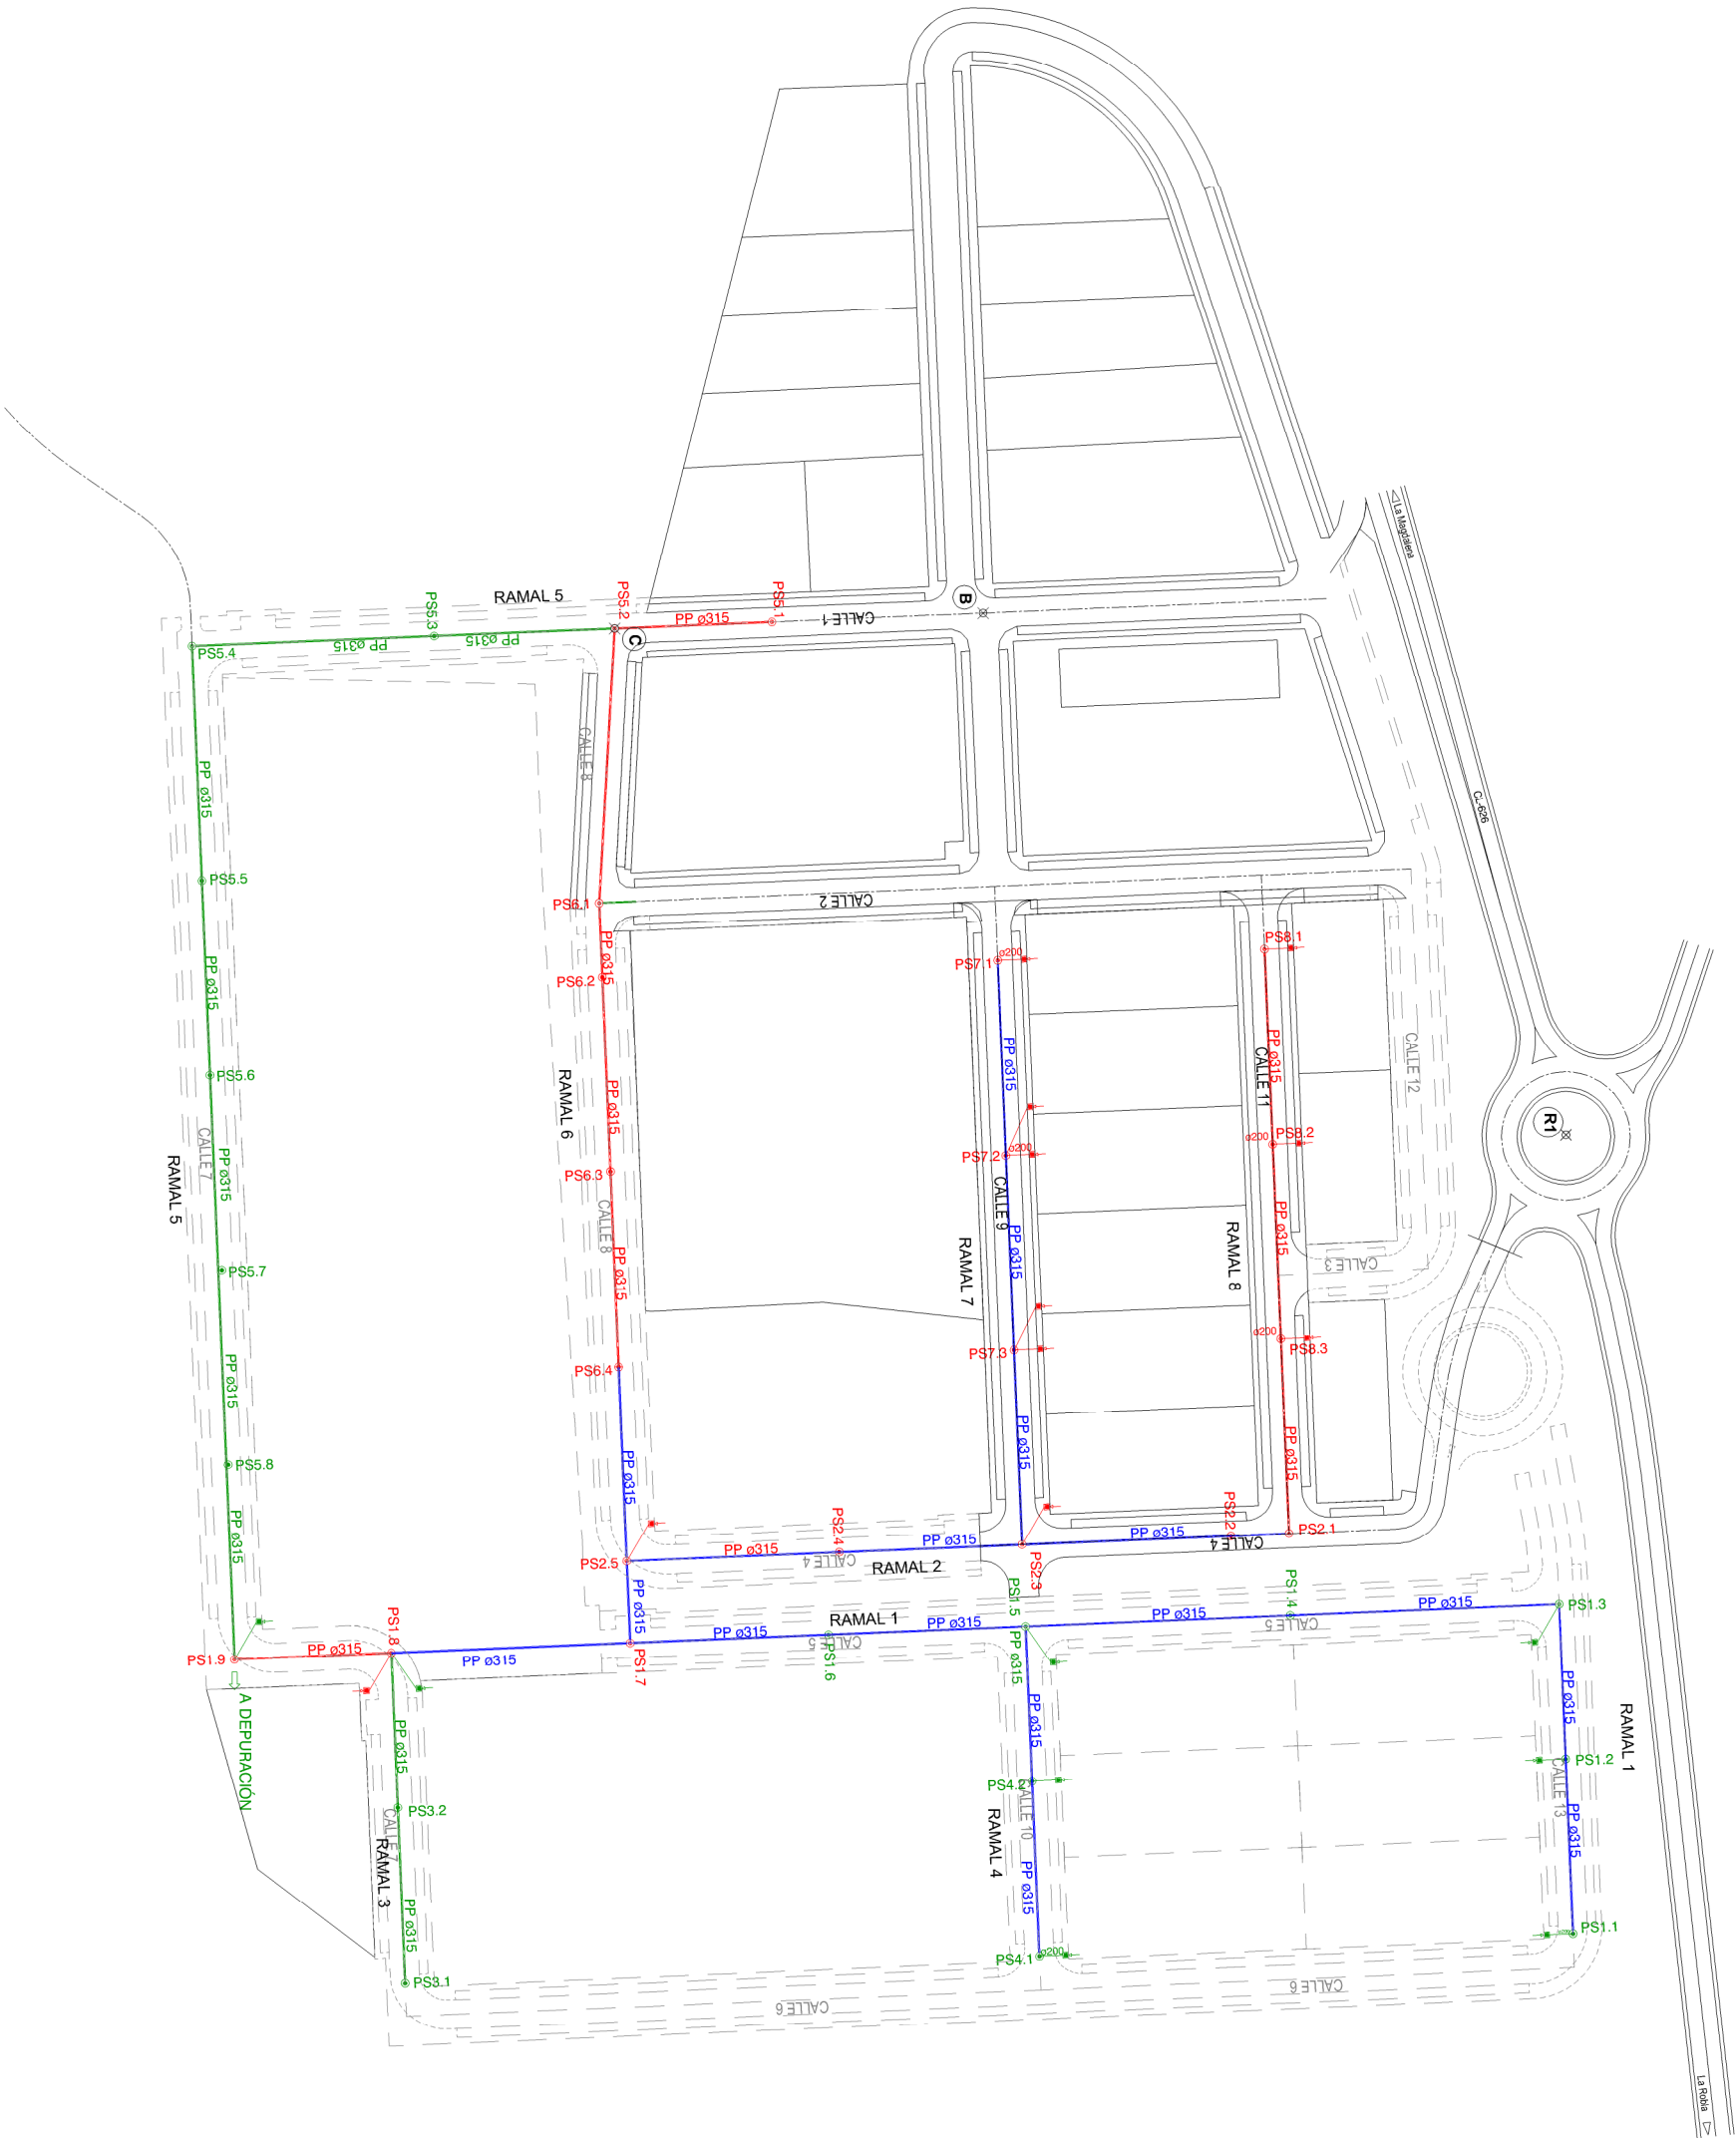 La Magdalena
CL-626
R1
La Robla
B
C
CALLE 1
PS5.1
PP ø315
PS5.2
RAMAL 5
PS5.3
PP ø315
PP ø315
PS5.4
PP ø315
PS5.5
PP ø315
PS5.6
CALLE 7
RAMAL 5
PP ø315
PS5.7
PP ø315
PS5.8
PP ø315
PS1.9
A DEPURACIÓN
CALLE 8
CALLE 2
PS6.1
PP ø315
PS6.2
RAMAL 6
PP ø315
PS6.3
CALLE 8
PP ø315
PS6.4
PP ø315
PS2.5
PP ø315
PS7.1
ø200
PP ø315
PS7.2
ø200
CALLE 9
PP ø315
RAMAL 7
PS7.3
PP ø315
PS8.1
PP ø315
CALLE 11
ø200
PS8.2
PP ø315
RAMAL 8
ø200
PS8.3
PP ø315
CALLE 12
CALLE 3
PS2.1
PS2.2
CALLE 4
PP ø315
PS2.3
PP ø315
RAMAL 2
PS2.4
CALLE 4
PP ø315
PS1.3
PP ø315
PS1.4
CALLE 5
PP ø315
PS1.5
PP ø315
RAMAL 1
PP ø315
CALLE 5
PS1.6
PP ø315
PS1.7
PP ø315
PS1.8
PP ø315
RAMAL 1
PP ø315
PS1.2
CALLE 13
PP ø315
PS1.1
PP ø315
PS4.2
CALLE 10
RAMAL 4
PP ø315
PS4.1
ø200
PP ø315
PS3.2
CALLE 7
RAMAL 3
PP ø315
PS3.1
CALLE 6
CALLE 6